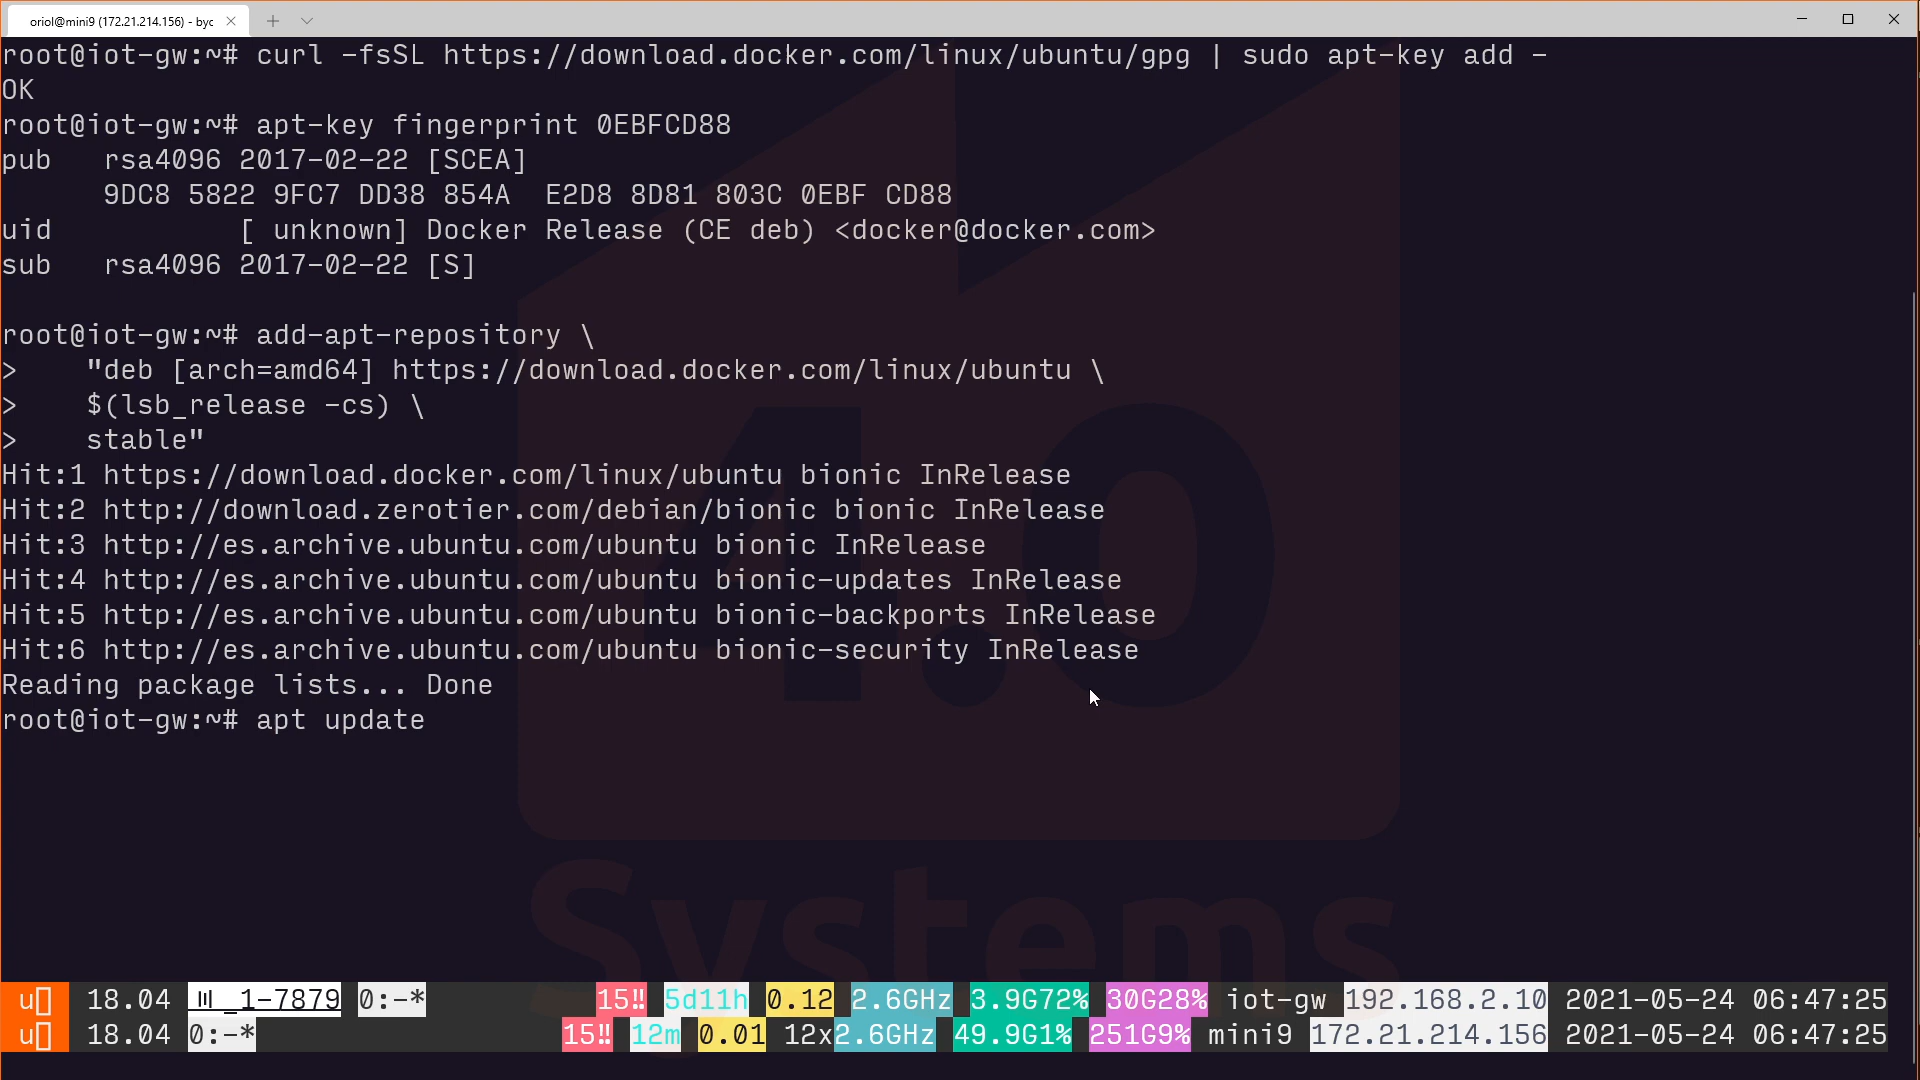 oriol@mini9 (172.21.214.156) - byc
root@iot-gw:~# curl -fsSL https://download.docker.com/linux/ubuntu/gpg | sudo apt-key add -
OK
root@iot-gw:~# apt-key fingerprint 0EBFCD88
pub   rsa4096 2017-02-22 [SCEA]
      9DC8 5822 9FC7 DD38 854A  E2D8 8D81 803C 0EBF CD88
uid           [ unknown] Docker Release (CE deb) <docker@docker.com>
sub   rsa4096 2017-02-22 [S]
root@iot-gw:~# add-apt-repository \
>    "deb [arch=amd64] https://download.docker.com/linux/ubuntu \
>    $(lsb_release -cs) \
>    stable"
Hit:1 https://download.docker.com/linux/ubuntu bionic InRelease
Hit:2 http://download.zerotier.com/debian/bionic bionic InRelease
Hit:3 http://es.archive.ubuntu.com/ubuntu bionic InRelease
Hit:4 http://es.archive.ubuntu.com/ubuntu bionic-updates InRelease
Hit:5 http://es.archive.ubuntu.com/ubuntu bionic-backports InRelease
Hit:6 http://es.archive.ubuntu.com/ubuntu bionic-security InRelease
Reading package lists... Done
root@iot-gw:~# apt update
4.0
Systems
u 18.04 _1-7879 0:-* 15!! 5d11h 0.12 2.6GHz 3.9G72% 30G28% iot-gw 192.168.2.10 2021-05-24 06:47:25
u 18.04 0:-* 15!! 12m 0.01 12x2.6GHz 49.9G1% 251G9% mini9 172.21.214.156 2021-05-24 06:47:25